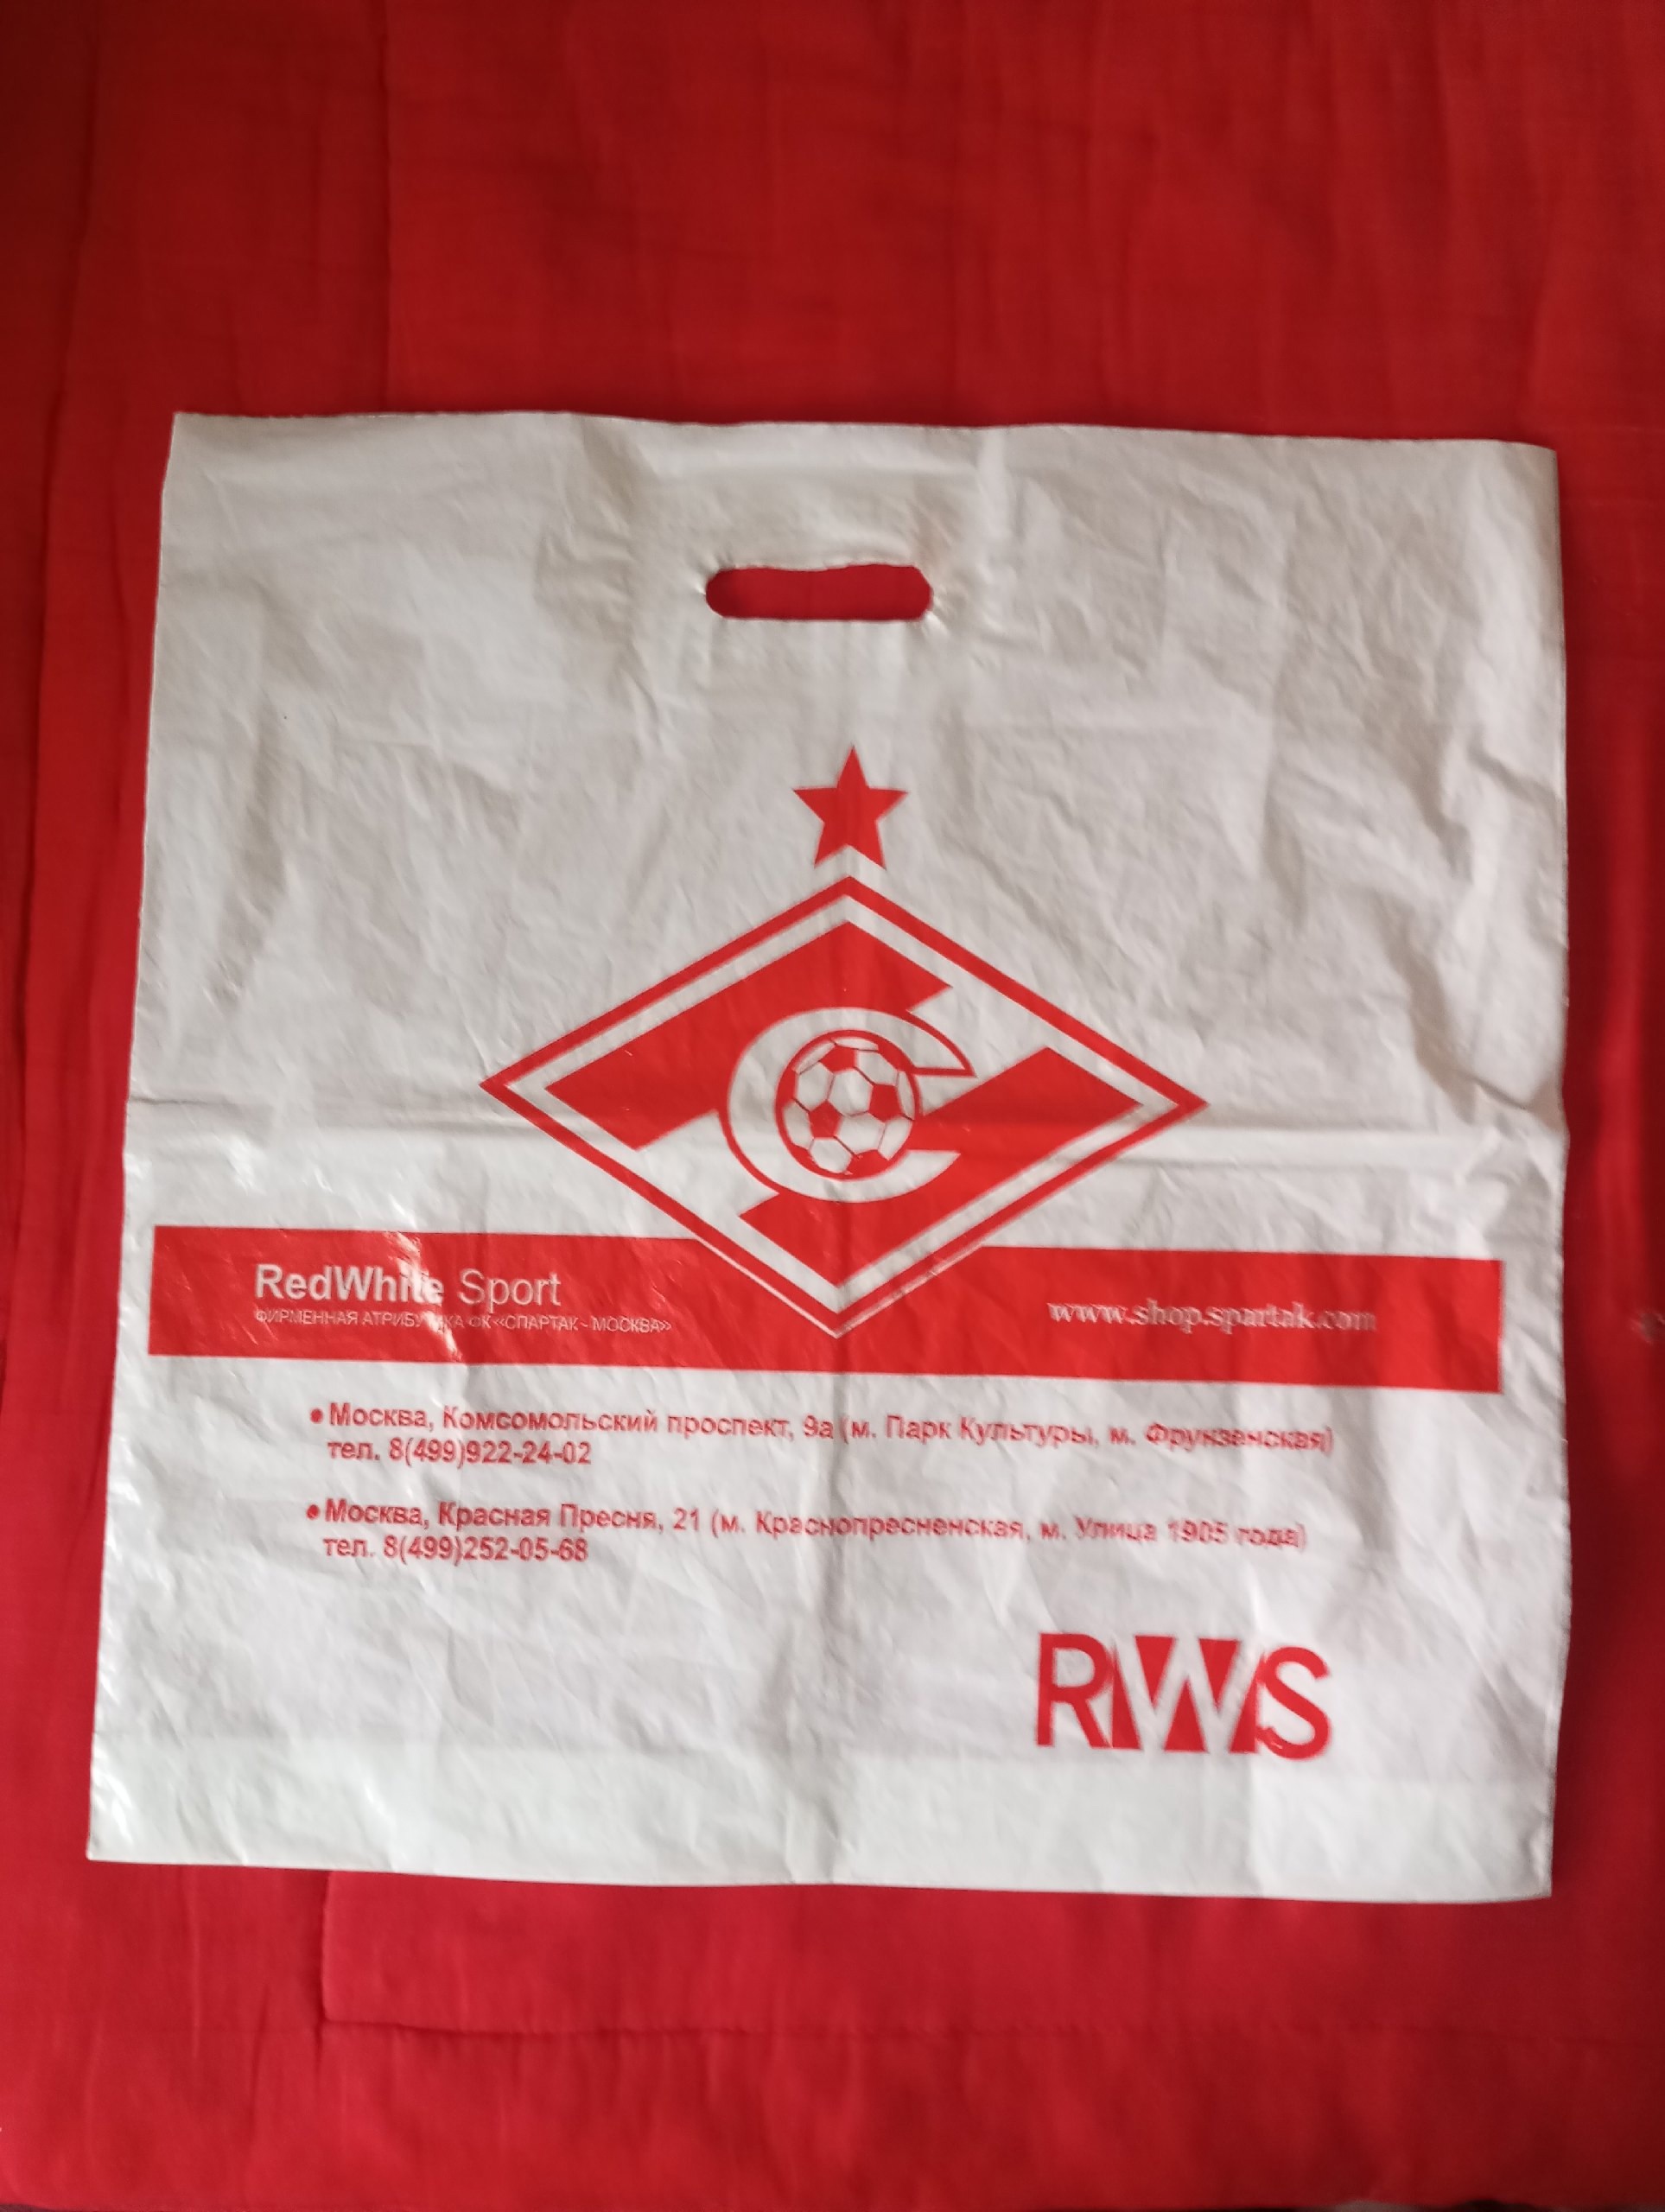 RedWhite Sport
ФИРМЕННАЯ АТРИБУТИКА ФК «СПАРТАК - МОСКВА»
www.shop.spartak.com
• Москва, Комсомольский проспект, 9а (м. Парк Культуры, м. Фрунзенская)
тел. 8(499)922-24-02
• Москва, Красная Пресня, 21 (м. Краснопресненская, м. Улица 1905 года)
тел. 8(499)252-05-68
RWS